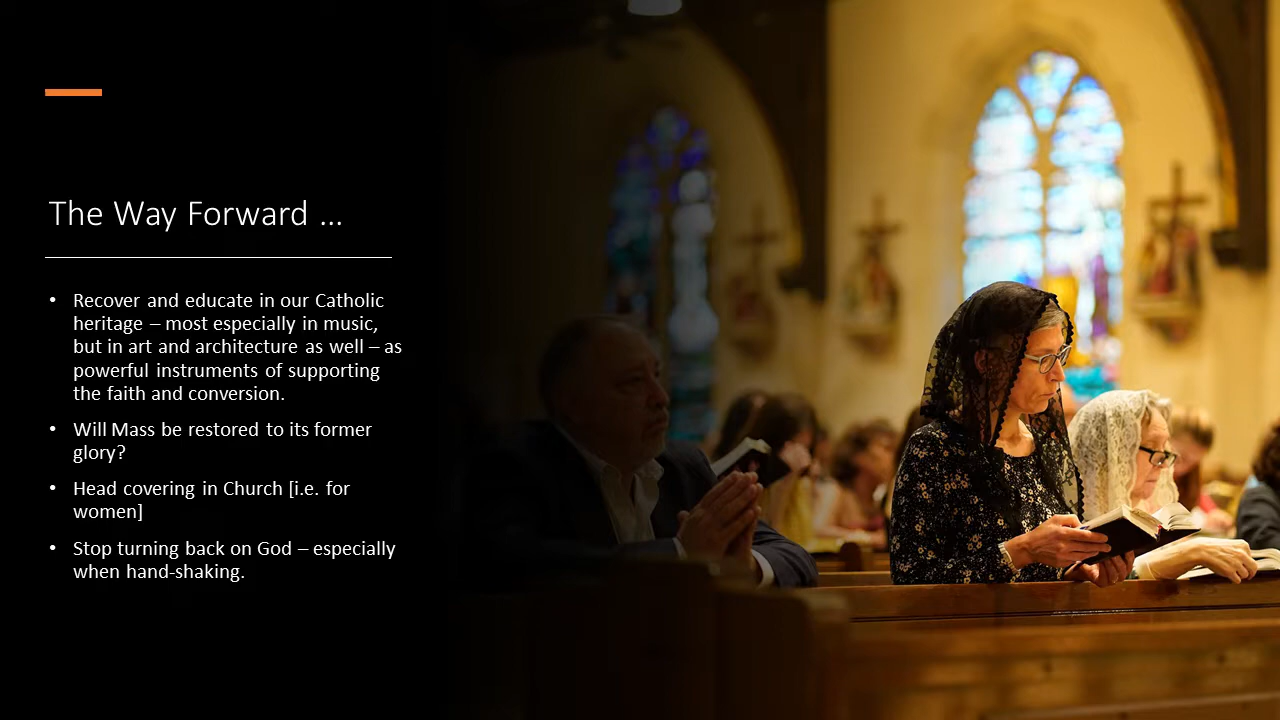 The Way Forward ...
• Recover and educate in our Catholic
heritage – most especially in music,
but in art and architecture as well – as
powerful instruments of supporting
the faith and conversion.
• Will Mass be restored to its former
glory?
• Head covering in Church [i.e. for
women]
• Stop turning back on God – especially
when hand-shaking.